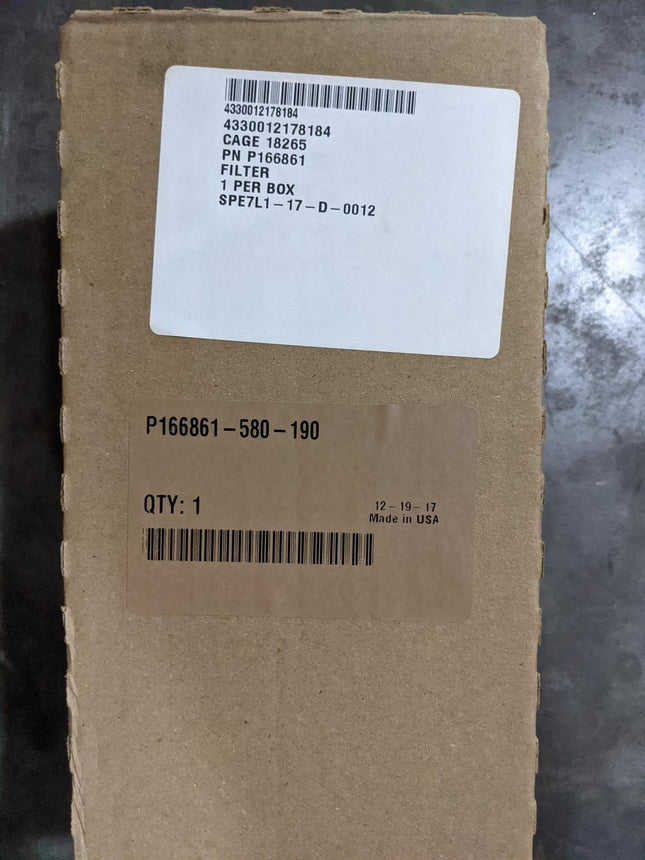 4330012178184
4330012178184
CAGE 18265
PN P166861
FILTER
1 PER BOX
SPE7L1-17-D-0012
P166861-580-190
QTY: 1
12-19-17
Made in USA